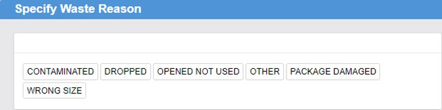 Specify Waste Reason
CONTAMINATED DROPPED OPENED NOT USED OTHER PACKAGE DAMAGED
WRONG SIZE